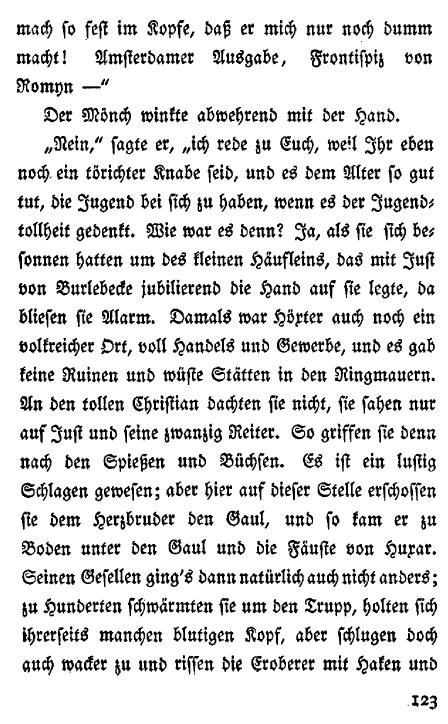 mach so fest im Kopfe, daß er mich nur noch dumm
macht! Amsterdamer Ausgabe, Frontispiz von
Romyn —“
Der Mönch winkte abwehrend mit der Hand.
„Nein,“ sagte er, „ich rede zu Euch, weil Ihr eben
noch ein törichter Knabe seid, und es dem Alter so gut
tut, die Jugend bei sich zu haben, wenn es der Jugend-
tollheit gedenkt. Wie war es denn? Ja, als sie sich be-
sonnen hatten um des kleinen Häufleins, das mit Just
von Burlebecke jubilierend die Hand auf sie legte, da
bliesen sie Alarm. Damals war Höxter auch noch ein
volkreicher Ort, voll Handels und Gewerbe, und es gab
keine Ruinen und wüste Stätten in den Ringmauern.
An den tollen Christian dachten sie nicht, sie sahen nur
auf Just und seine zwanzig Reiter. So griffen sie denn
nach den Spießen und Büchsen. Es ist ein lustig
Schlagen gewesen; aber hier auf dieser Stelle erschossen
sie dem Herzbruder den Gaul, und so kam er zu
Boden unter den Gaul und die Fäuste von Huxar.
Seinen Gesellen ging's dann natürlich auch nicht anders;
zu Hunderten schwärmten sie um den Trupp, holten sich
ihrerseits manchen blutigen Kopf, aber schlugen doch
auch wacker zu und rissen die Eroberer mit Haken und
123